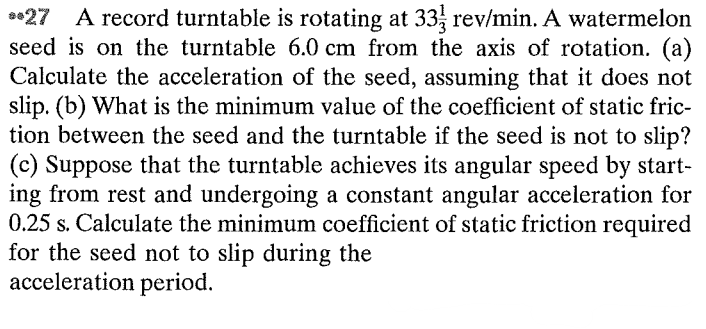 ••27 A record turntable is rotating at 33⅓ rev/min. A watermelon
seed is on the turntable 6.0 cm from the axis of rotation. (a)
Calculate the acceleration of the seed, assuming that it does not
slip. (b) What is the minimum value of the coefficient of static fric-
tion between the seed and the turntable if the seed is not to slip?
(c) Suppose that the turntable achieves its angular speed by start-
ing from rest and undergoing a constant angular acceleration for
0.25 s. Calculate the minimum coefficient of static friction required
for the seed not to slip during the
acceleration period.